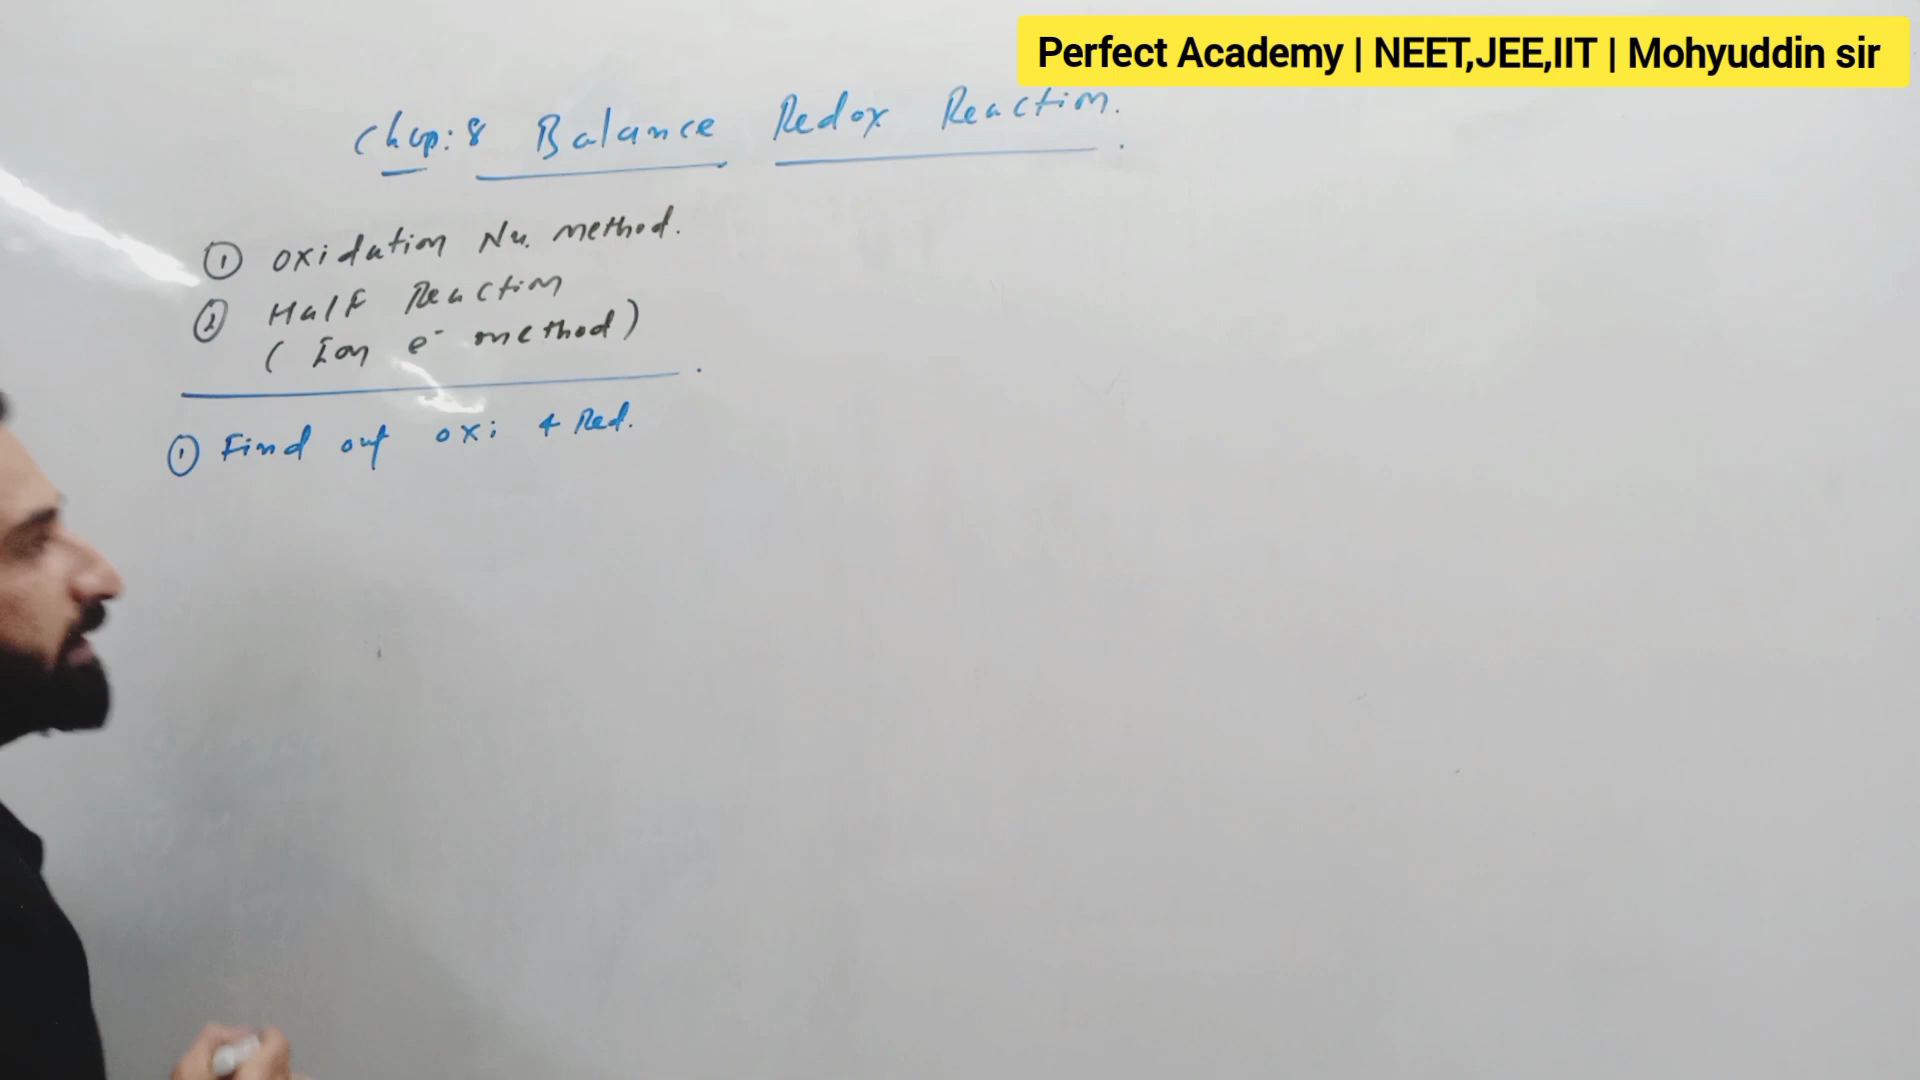 Perfect Academy | NEET,JEE,IIT | Mohyuddin sir
Chap: 8 Balance Redox Reaction.
① Oxidation Nu. method.
② Half Reaction
( Ion e⁻ method)
① Find out oxi & Red.